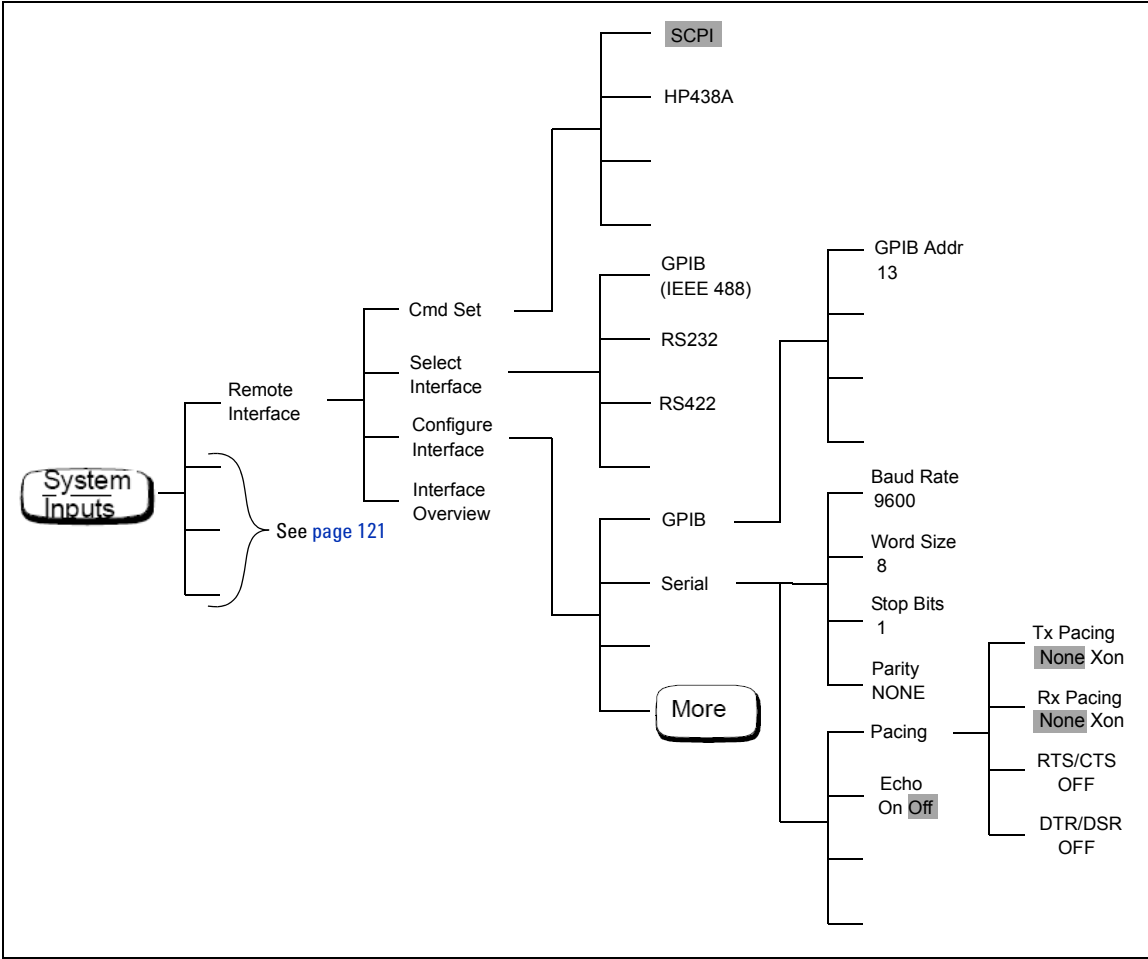 SCPI
HP438A
Cmd Set
Select
Interface
Configure
Interface
Interface
Overview
GPIB
(IEEE 488)
RS232
RS422
GPIB Addr
13
Remote
Interface
System
Inputs
See page 121
GPIB
Serial
More
Baud Rate
9600
Word Size
8
Stop Bits
1
Parity
NONE
Pacing
Echo
On Off
Tx Pacing
None Xon
Rx Pacing
None Xon
RTS/CTS
OFF
DTR/DSR
OFF